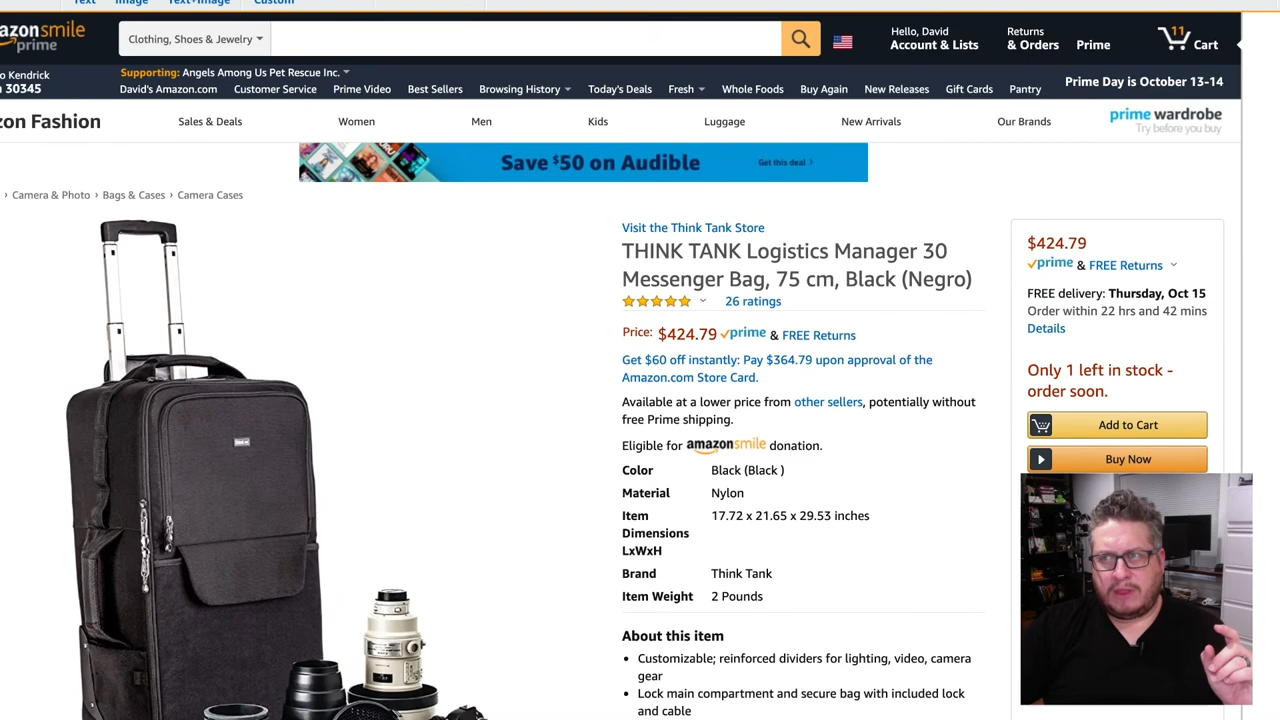 Text Image Text+Image Custom
azonsmile
prime
Clothing, Shoes & Jewelry
Hello, David
Account & Lists
Returns
& Orders
Prime
11
Cart
o Kendrick
30345
Supporting: Angels Among Us Pet Rescue Inc.
David's Amazon.com Customer Service Prime Video Best Sellers Browsing History Today's Deals Fresh Whole Foods Buy Again New Releases Gift Cards Pantry
Prime Day is October 13-14
zon Fashion
Sales & Deals Women Men Kids Luggage New Arrivals Our Brands
prime wardrobe
Try before you buy
Save $50 on Audible
Get this deal ›
› Camera & Photo › Bags & Cases › Camera Cases
Visit the Think Tank Store
THINK TANK Logistics Manager 30
Messenger Bag, 75 cm, Black (Negro)
26 ratings
Price: $424.79 prime & FREE Returns
Get $60 off instantly: Pay $364.79 upon approval of the
Amazon.com Store Card.
Available at a lower price from other sellers, potentially without
free Prime shipping.
Eligible for amazonsmile donation.
Color Black (Black )
Material Nylon
Item
Dimensions
LxWxH
17.72 x 21.65 x 29.53 inches
Brand Think Tank
Item Weight 2 Pounds
About this item
• Customizable; reinforced dividers for lighting, video, camera
gear
• Lock main compartment and secure bag with included lock
and cable
$424.79
prime & FREE Returns
FREE delivery: Thursday, Oct 15
Order within 22 hrs and 42 mins
Details
Only 1 left in stock -
order soon.
Add to Cart
Buy Now